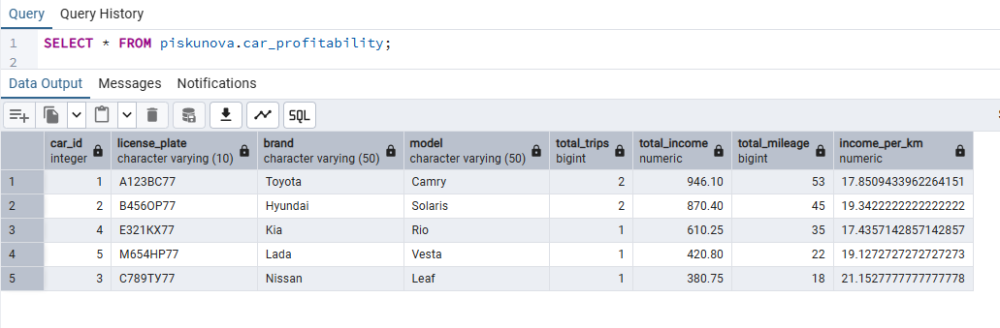 Query Query History
1 SELECT * FROM piskunova.car_profitability;
2
Data Output Messages Notifications
SQL
car_id integer license_plate character varying (10) brand character varying (50) model character varying (50) total_trips bigint total_income numeric total_mileage bigint income_per_km numeric
1 1 A123BC77 Toyota Camry 2 946.10 53 17.8509433962264151
2 2 B456OP77 Hyundai Solaris 2 870.40 45 19.3422222222222222
3 4 E321KX77 Kia Rio 1 610.25 35 17.4357142857142857
4 5 M654HP77 Lada Vesta 1 420.80 22 19.1272727272727273
5 3 C789TY77 Nissan Leaf 1 380.75 18 21.1527777777777778